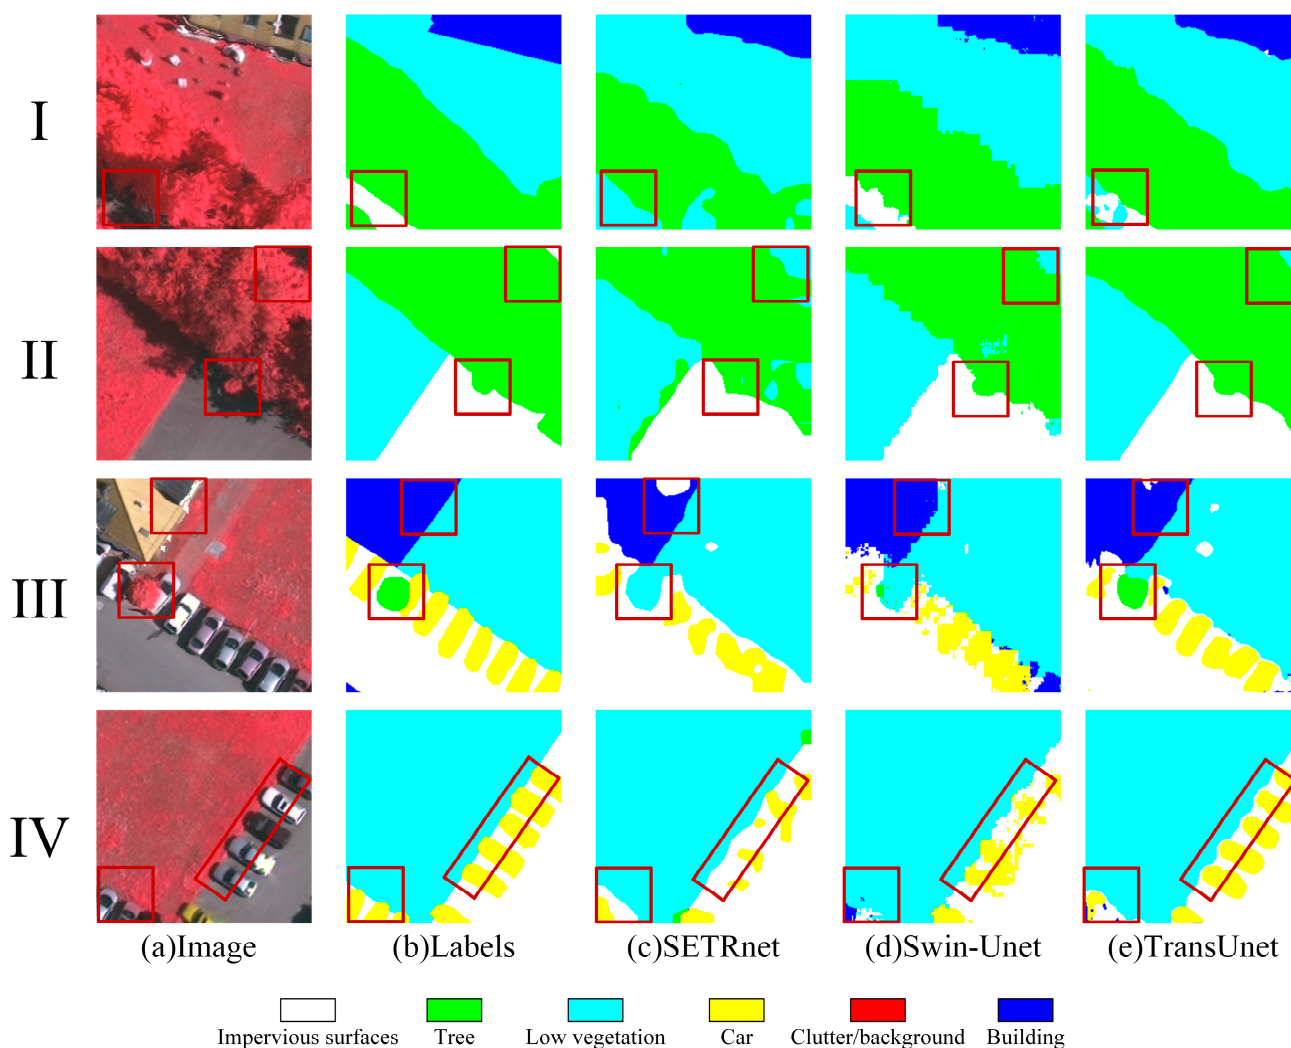 I
II
III
IV
(a)Image (b)Labels (c)SETRnet (d)Swin-Unet (e)TransUnet
Impervious surfaces Tree Low vegetation Car Clutter/background Building